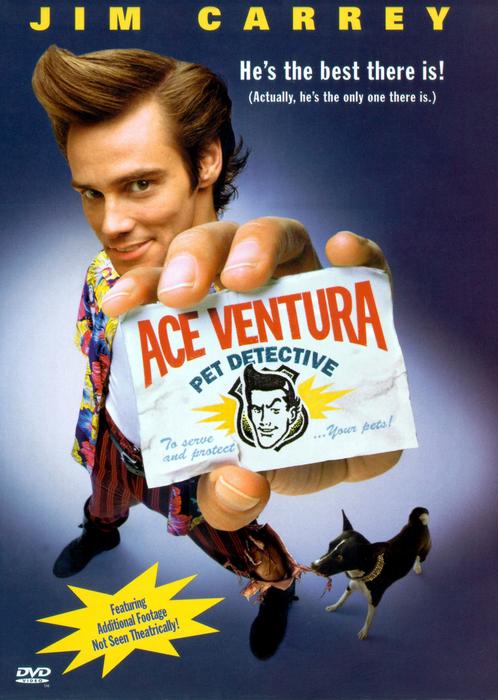 JIM CARREY
He's the best there is!
(Actually, he's the only one there is.)
ACE VENTURA
PET DETECTIVE
To serve
and protect
...Your pets!
Featuring
Additional Footage
Not Seen Theatrically!
DVD
VIDEO
TM